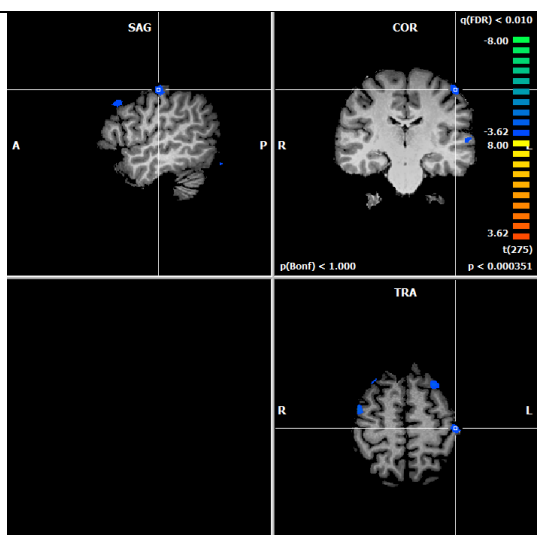 SAG
A
P
COR
q(FDR) < 0.010
-8.00
-3.62
8.00
L
3.62
t(275)
R
p(Bonf) < 1.000
p < 0.000351
TRA
R
L